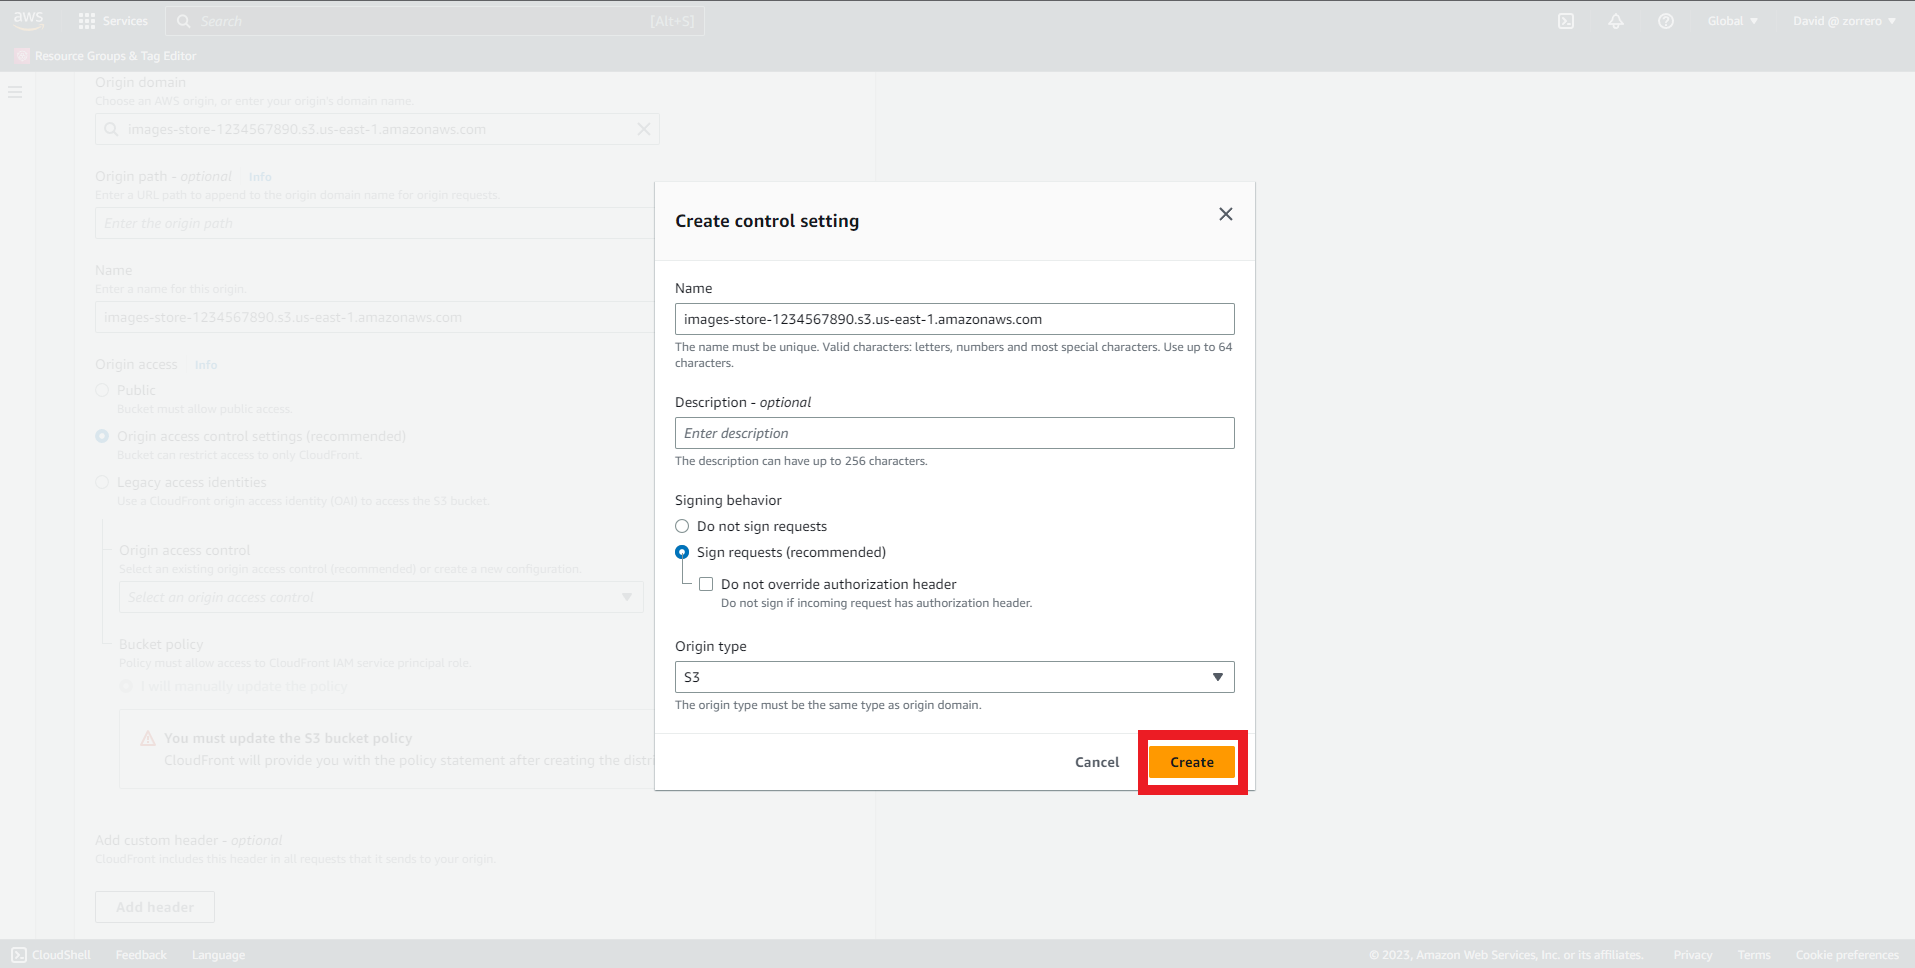 aws
Services
Search
[Alt+S]
Global
David @ zorrero
Resource Groups & Tag Editor
Origin domain
Choose an AWS origin, or enter your origin's domain name.
images-store-1234567890.s3.us-east-1.amazonaws.com
Origin path - optional Info
Enter a URL path to append to the origin domain name for origin requests.
Enter the origin path
Name
Enter a name for this origin.
images-store-1234567890.s3.us-east-1.amazonaws.com
Origin access Info
Public
Bucket must allow public access.
Origin access control settings (recommended)
Bucket can restrict access to only CloudFront.
Legacy access identities
Use a CloudFront origin access identity (OAI) to access the S3 bucket.
Origin access control
Select an existing origin access control (recommended) or create a new configuration.
Select an origin access control
Bucket policy
Policy must allow access to CloudFront IAM service principal role.
I will manually update the policy
You must update the S3 bucket policy
CloudFront will provide you with the policy statement after creating the distri
Add custom header - optional
CloudFront includes this header in all requests that it sends to your origin.
Add header
Create control setting
Name
images-store-1234567890.s3.us-east-1.amazonaws.com
The name must be unique. Valid characters: letters, numbers and most special characters. Use up to 64
characters.
Description - optional
Enter description
The description can have up to 256 characters.
Signing behavior
Do not sign requests
Sign requests (recommended)
Do not override authorization header
Do not sign if incoming request has authorization header.
Origin type
S3
The origin type must be the same type as origin domain.
Cancel
Create
CloudShell
Feedback
Language
© 2023, Amazon Web Services, Inc. or its affiliates.
Privacy
Terms
Cookie preferences